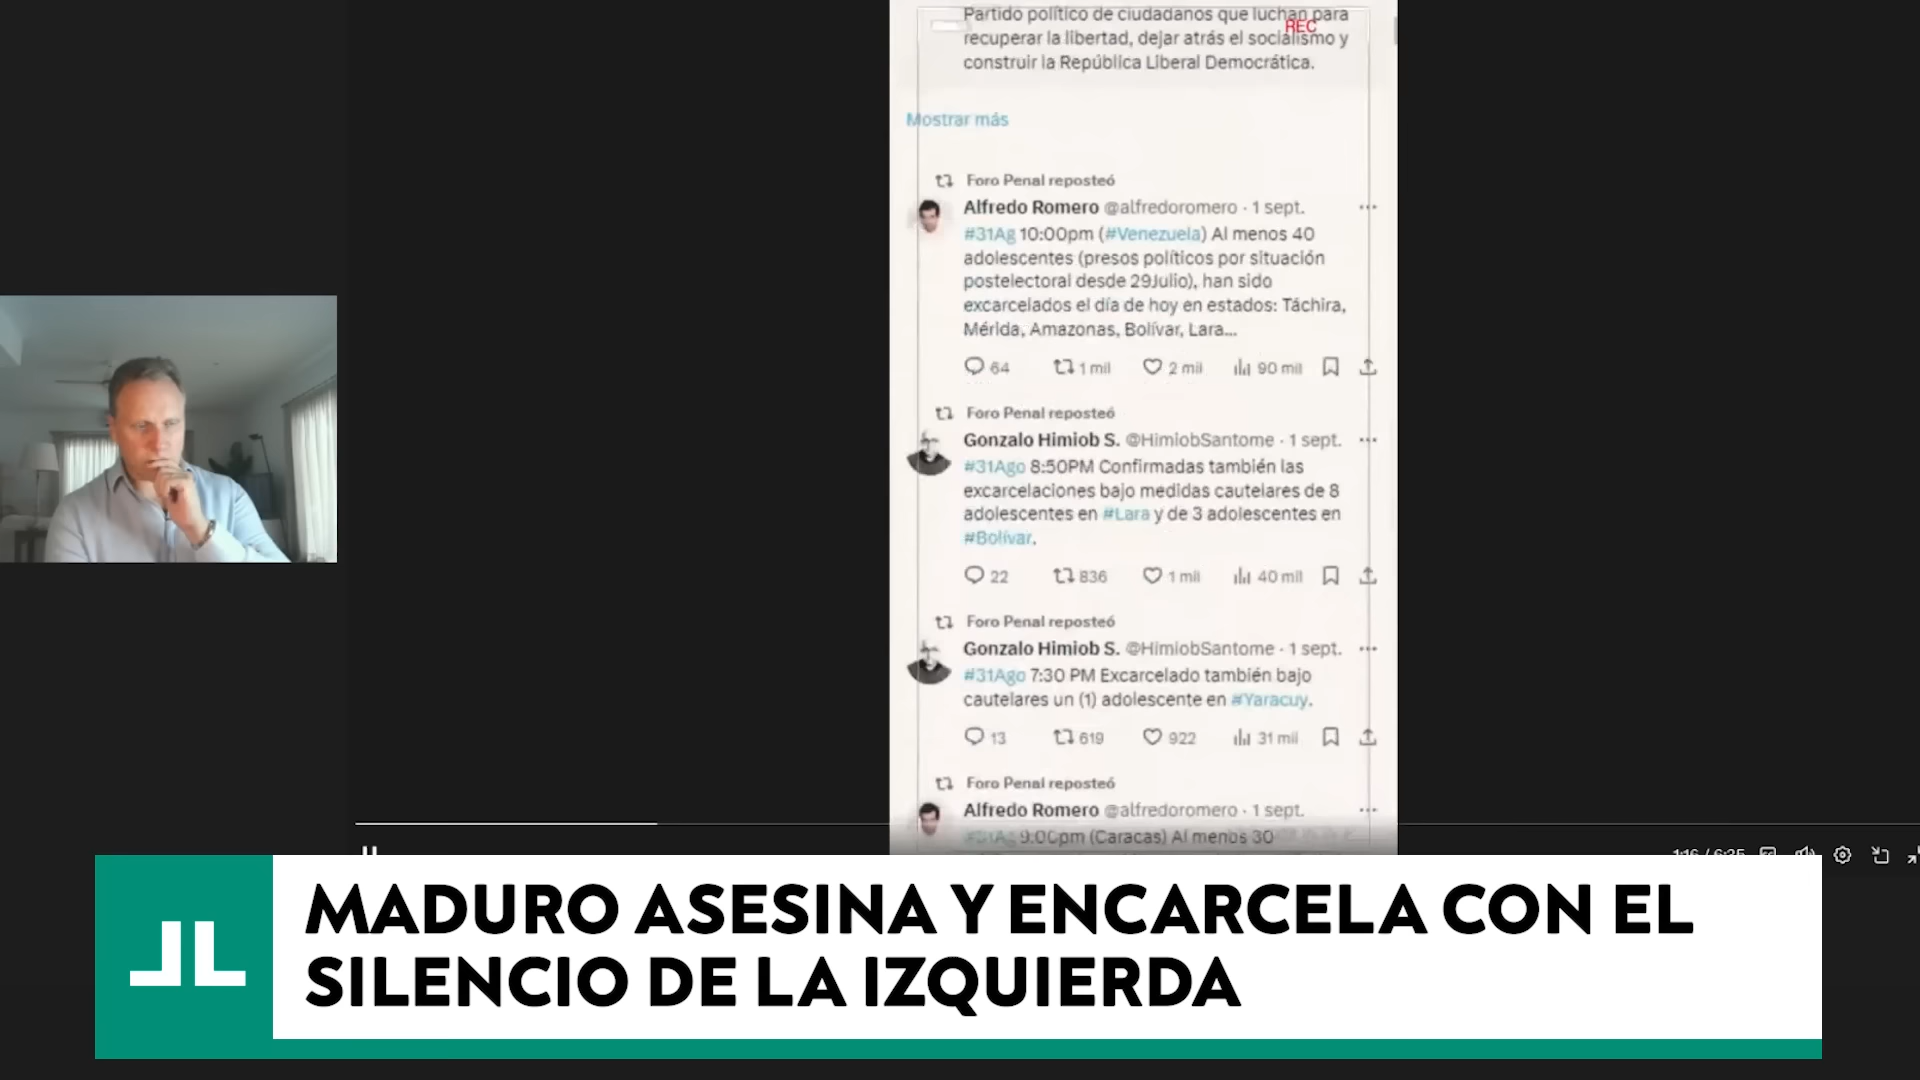 Partido político de ciudadanos que luchan para
REC
recuperar la libertad, dejar atrás el socialismo y
construir la República Liberal Democrática.
Mostrar más
Foro Penal reposteó
Alfredo Romero @alfredoromero · 1 sept.
#31Ag 10:00pm (#Venezuela) Al menos 40
adolescentes (presos políticos por situación
postelectoral desde 29Julio), han sido
excarcelados el día de hoy en estados: Táchira,
Mérida, Amazonas, Bolívar, Lara...
64 1 mil 2 mil 90 mil
Foro Penal reposteó
Gonzalo Himiob S. @HimiobSantome · 1 sept.
#31Ago 8:50PM Confirmadas también las
excarcelaciones bajo medidas cautelares de 8
adolescentes en #Lara y de 3 adolescentes en
#Bolívar.
22 836 1 mil 40 mil
Foro Penal reposteó
Gonzalo Himiob S. @HimiobSantome · 1 sept.
#31Ago 7:30 PM Excarcelado también bajo
cautelares un (1) adolescente en #Yaracuy.
13 619 922 31 mil
Foro Penal reposteó
Alfredo Romero @alfredoromero · 1 sept.
#31Ag 9:00pm (Caracas) Al menos 30
1:16 / 6:35
JL
MADURO ASESINA Y ENCARCELA CON EL
SILENCIO DE LA IZQUIERDA